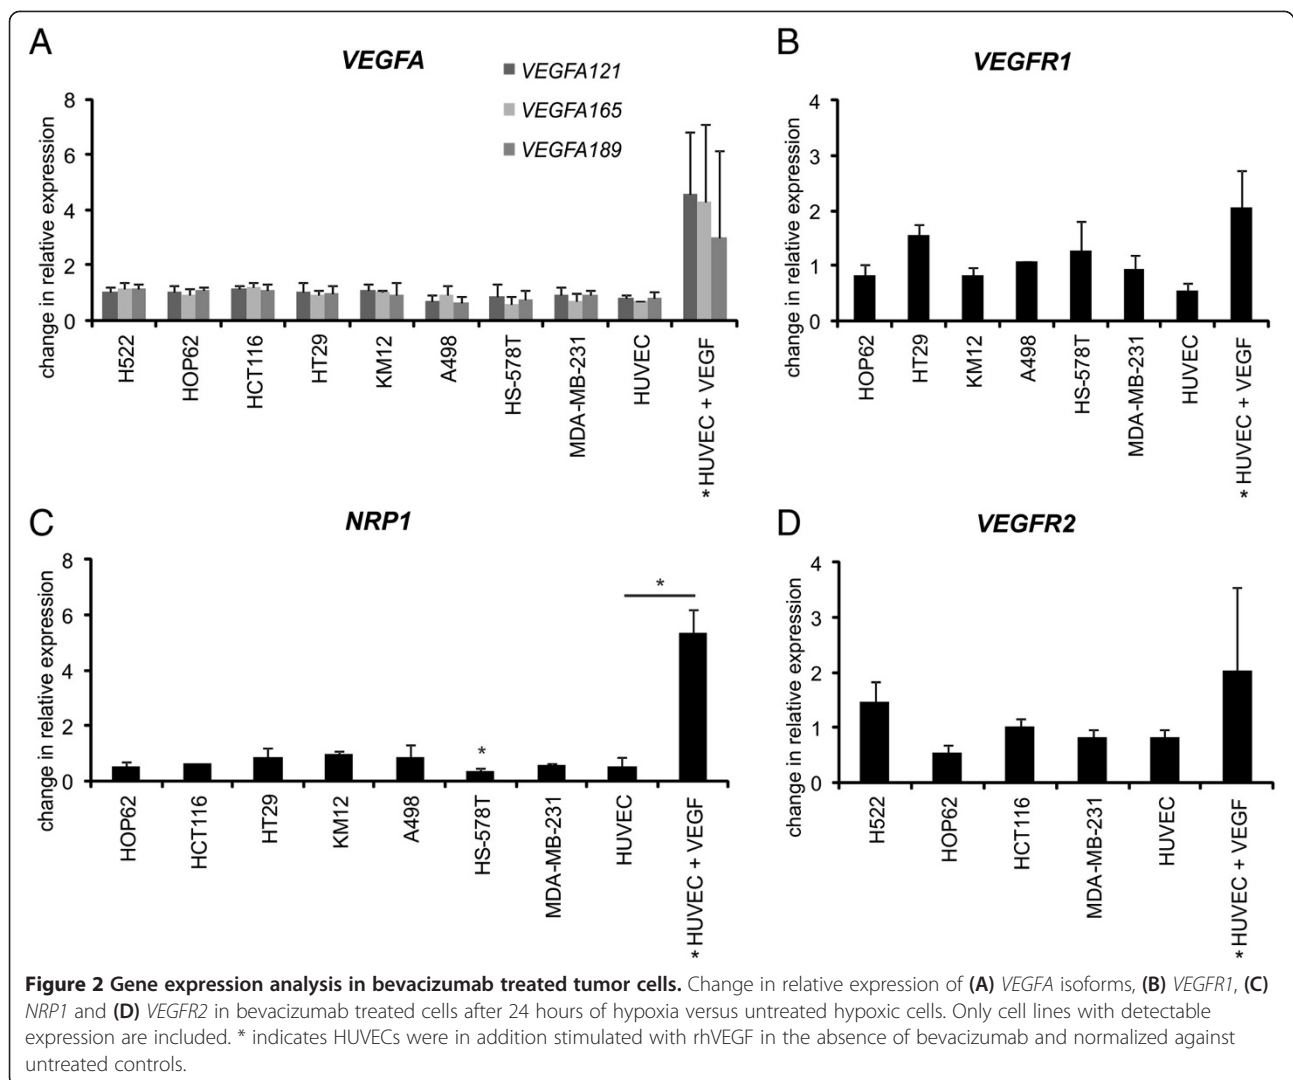 A
VEGFA
VEGFA121
VEGFA165
VEGFA189
change in relative expression
8
6
4
2
0
H522
HOP62
HCT116
HT29
KM12
A498
HS-578T
MDA-MB-231
HUVEC
* HUVEC + VEGF
B
VEGFR1
change in relative expression
4
3
2
1
0
HOP62
HT29
KM12
A498
HS-578T
MDA-MB-231
HUVEC
* HUVEC + VEGF
C
NRP1
change in relative expression
8
6
4
2
0
*
*
HOP62
HCT116
HT29
KM12
A498
HS-578T
MDA-MB-231
HUVEC
* HUVEC + VEGF
D
VEGFR2
change in relative expression
4
3
2
1
0
H522
HOP62
HCT116
MDA-MB-231
HUVEC
* HUVEC + VEGF
Figure 2 Gene expression analysis in bevacizumab treated tumor cells. Change in relative expression of (A) VEGFA isoforms, (B) VEGFR1, (C)
NRP1 and (D) VEGFR2 in bevacizumab treated cells after 24 hours of hypoxia versus untreated hypoxic cells. Only cell lines with detectable
expression are included. * indicates HUVECs were in addition stimulated with rhVEGF in the absence of bevacizumab and normalized against
untreated controls.